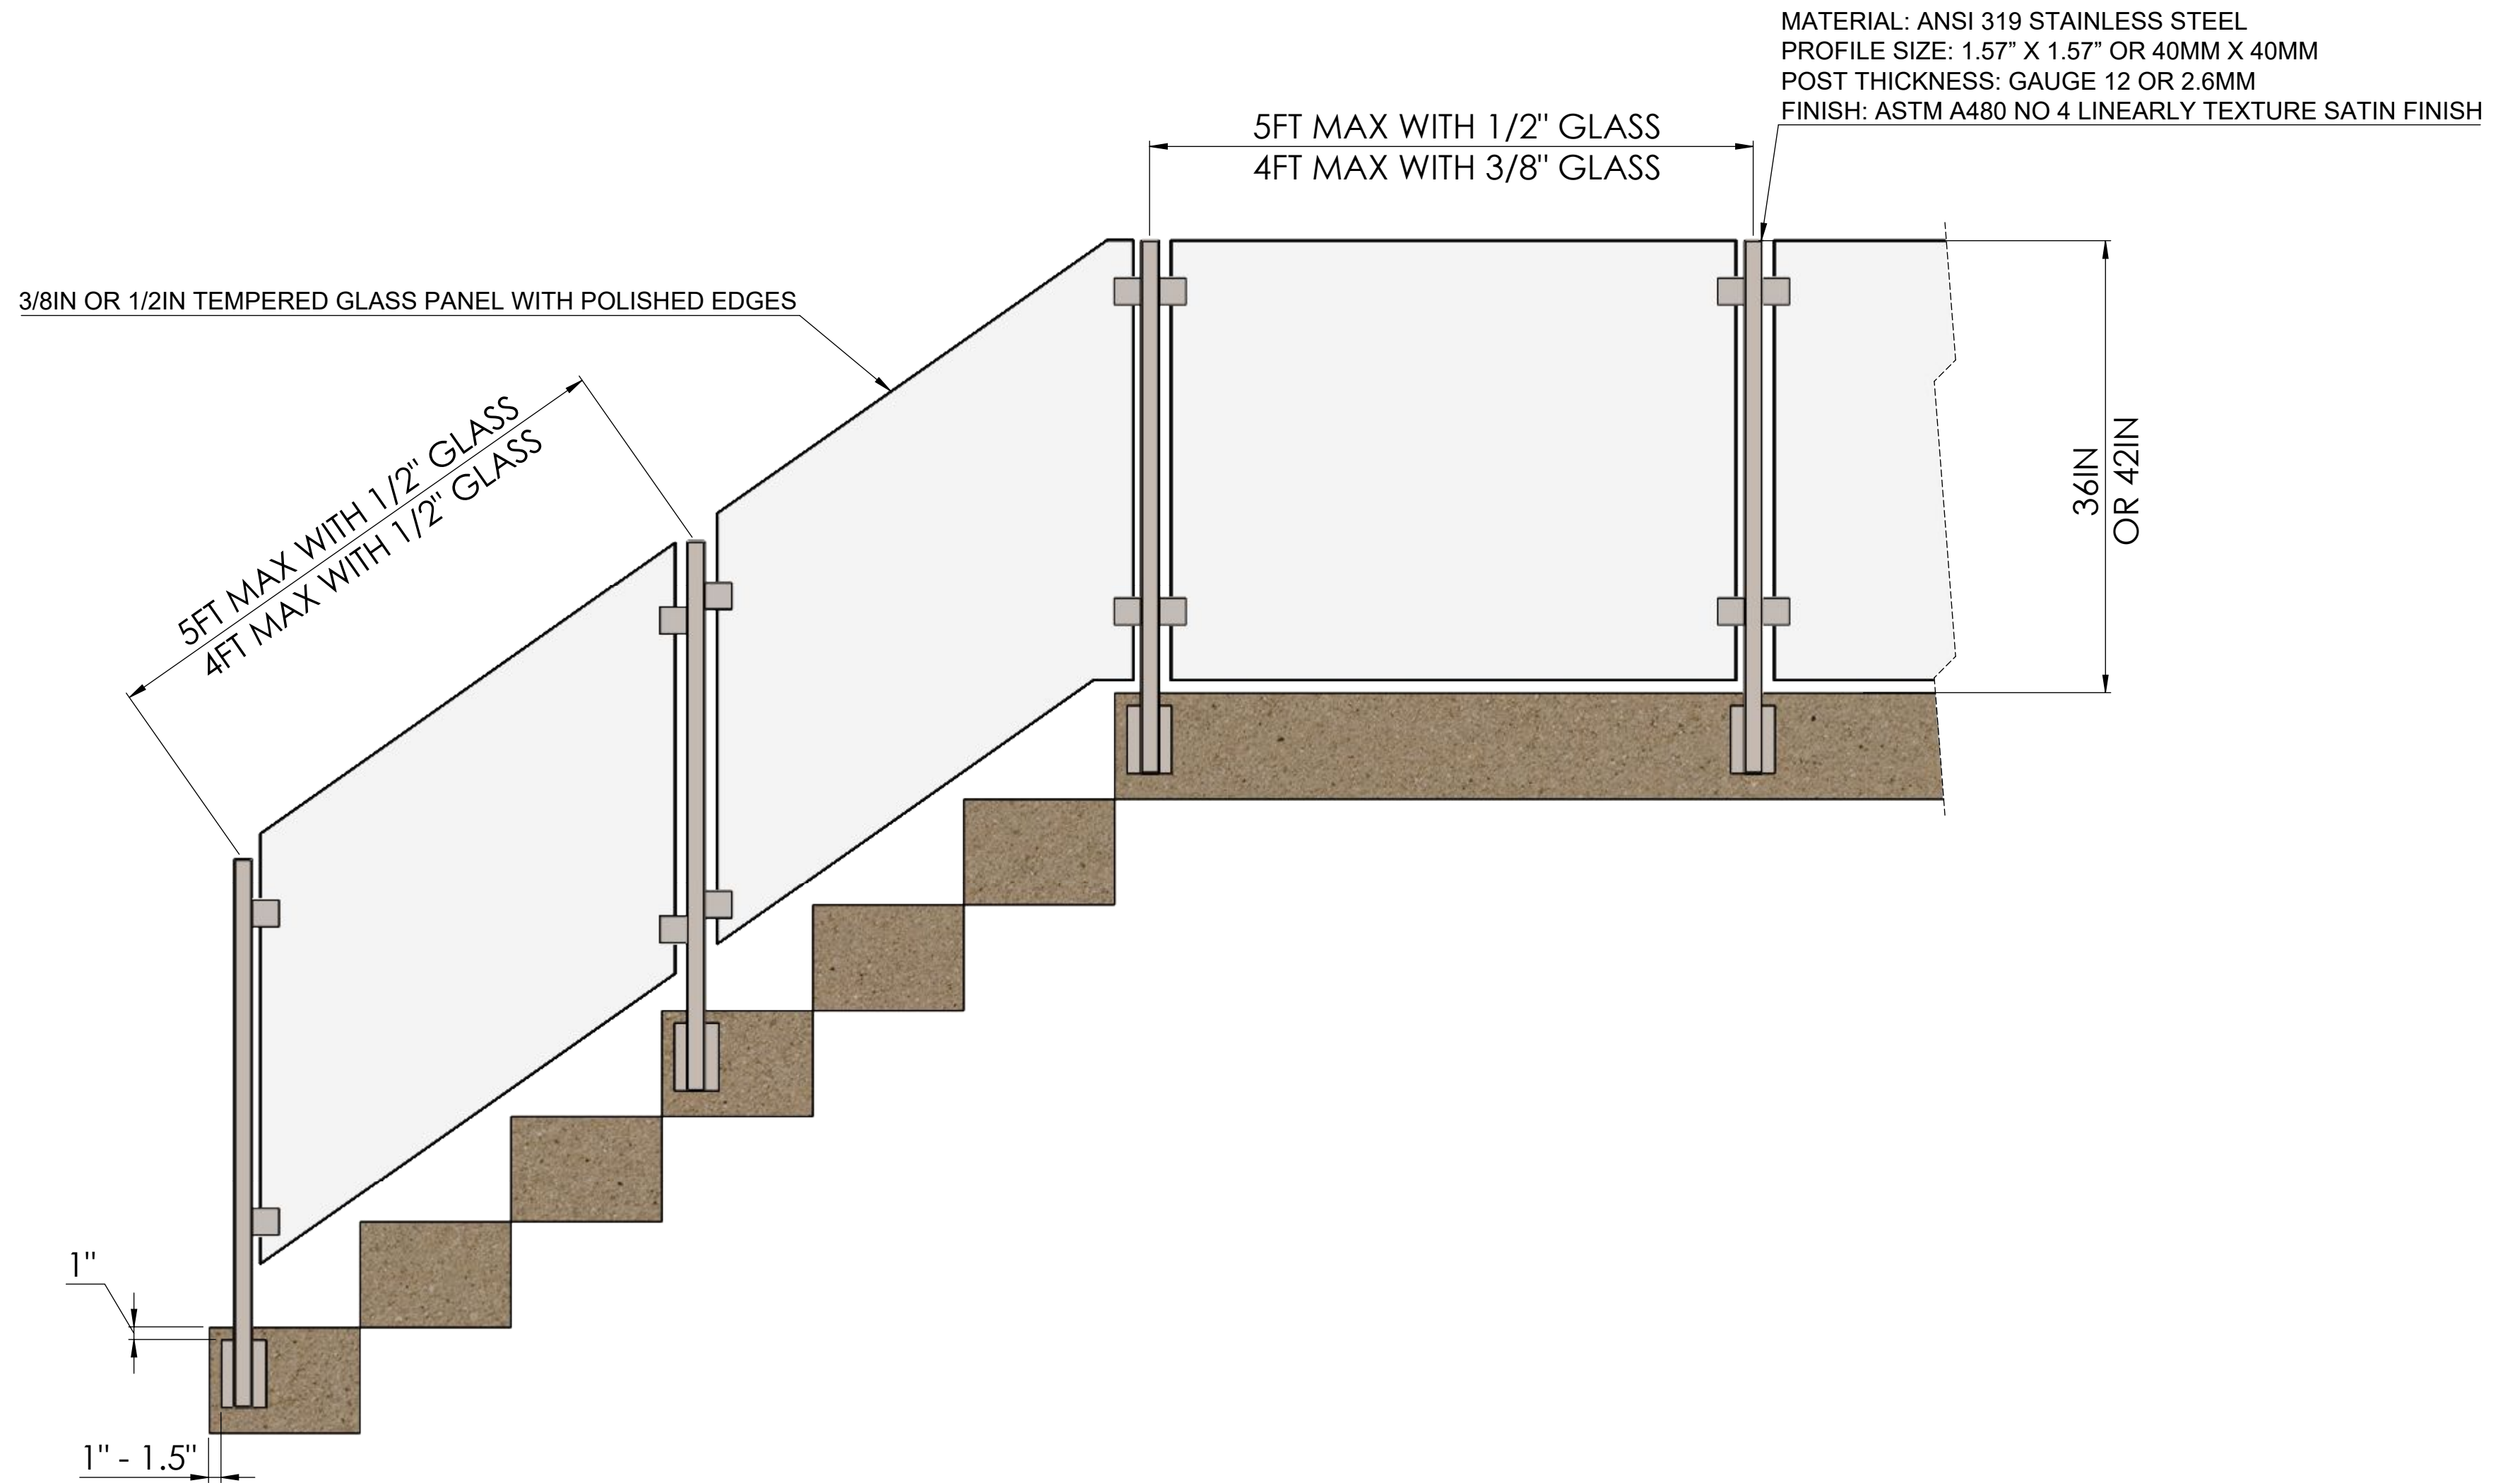 MATERIAL: ANSI 319 STAINLESS STEEL
PROFILE SIZE: 1.57” X 1.57” OR 40MM X 40MM
POST THICKNESS: GAUGE 12 OR 2.6MM
FINISH: ASTM A480 NO 4 LINEARLY TEXTURE SATIN FINISH
5FT MAX WITH 1/2" GLASS
4FT MAX WITH 3/8" GLASS
3/8IN OR 1/2IN TEMPERED GLASS PANEL WITH POLISHED EDGES
5FT MAX WITH 1/2" GLASS
4FT MAX WITH 1/2" GLASS
36IN
OR 42IN
1"
1" - 1.5"